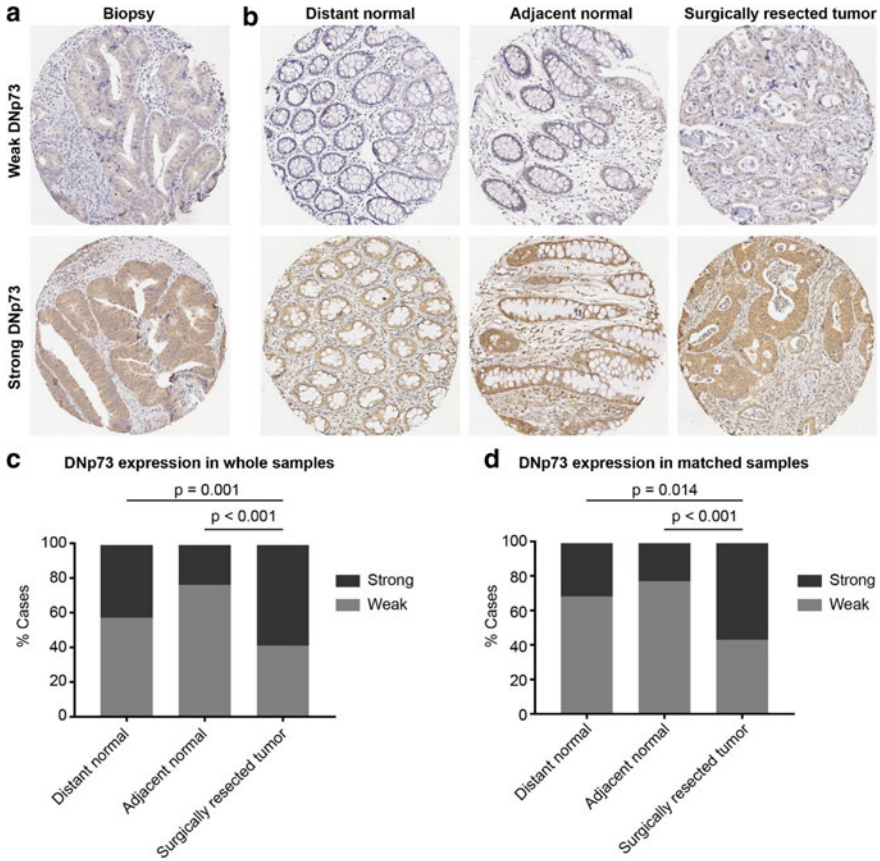 a
Biopsy
b
Distant normal
Adjacent normal
Surgically resected tumor
Weak DNp73
Strong DNp73
c
DNp73 expression in whole samples
p = 0.001
p < 0.001
100
80
60
40
20
0
% Cases
Strong
Weak
Distant normal
Adjacent normal
Surgically resected tumor
d
DNp73 expression in matched samples
p = 0.014
p < 0.001
100
80
60
40
20
0
% Cases
Strong
Weak
Distant normal
Adjacent normal
Surgically resected tumor